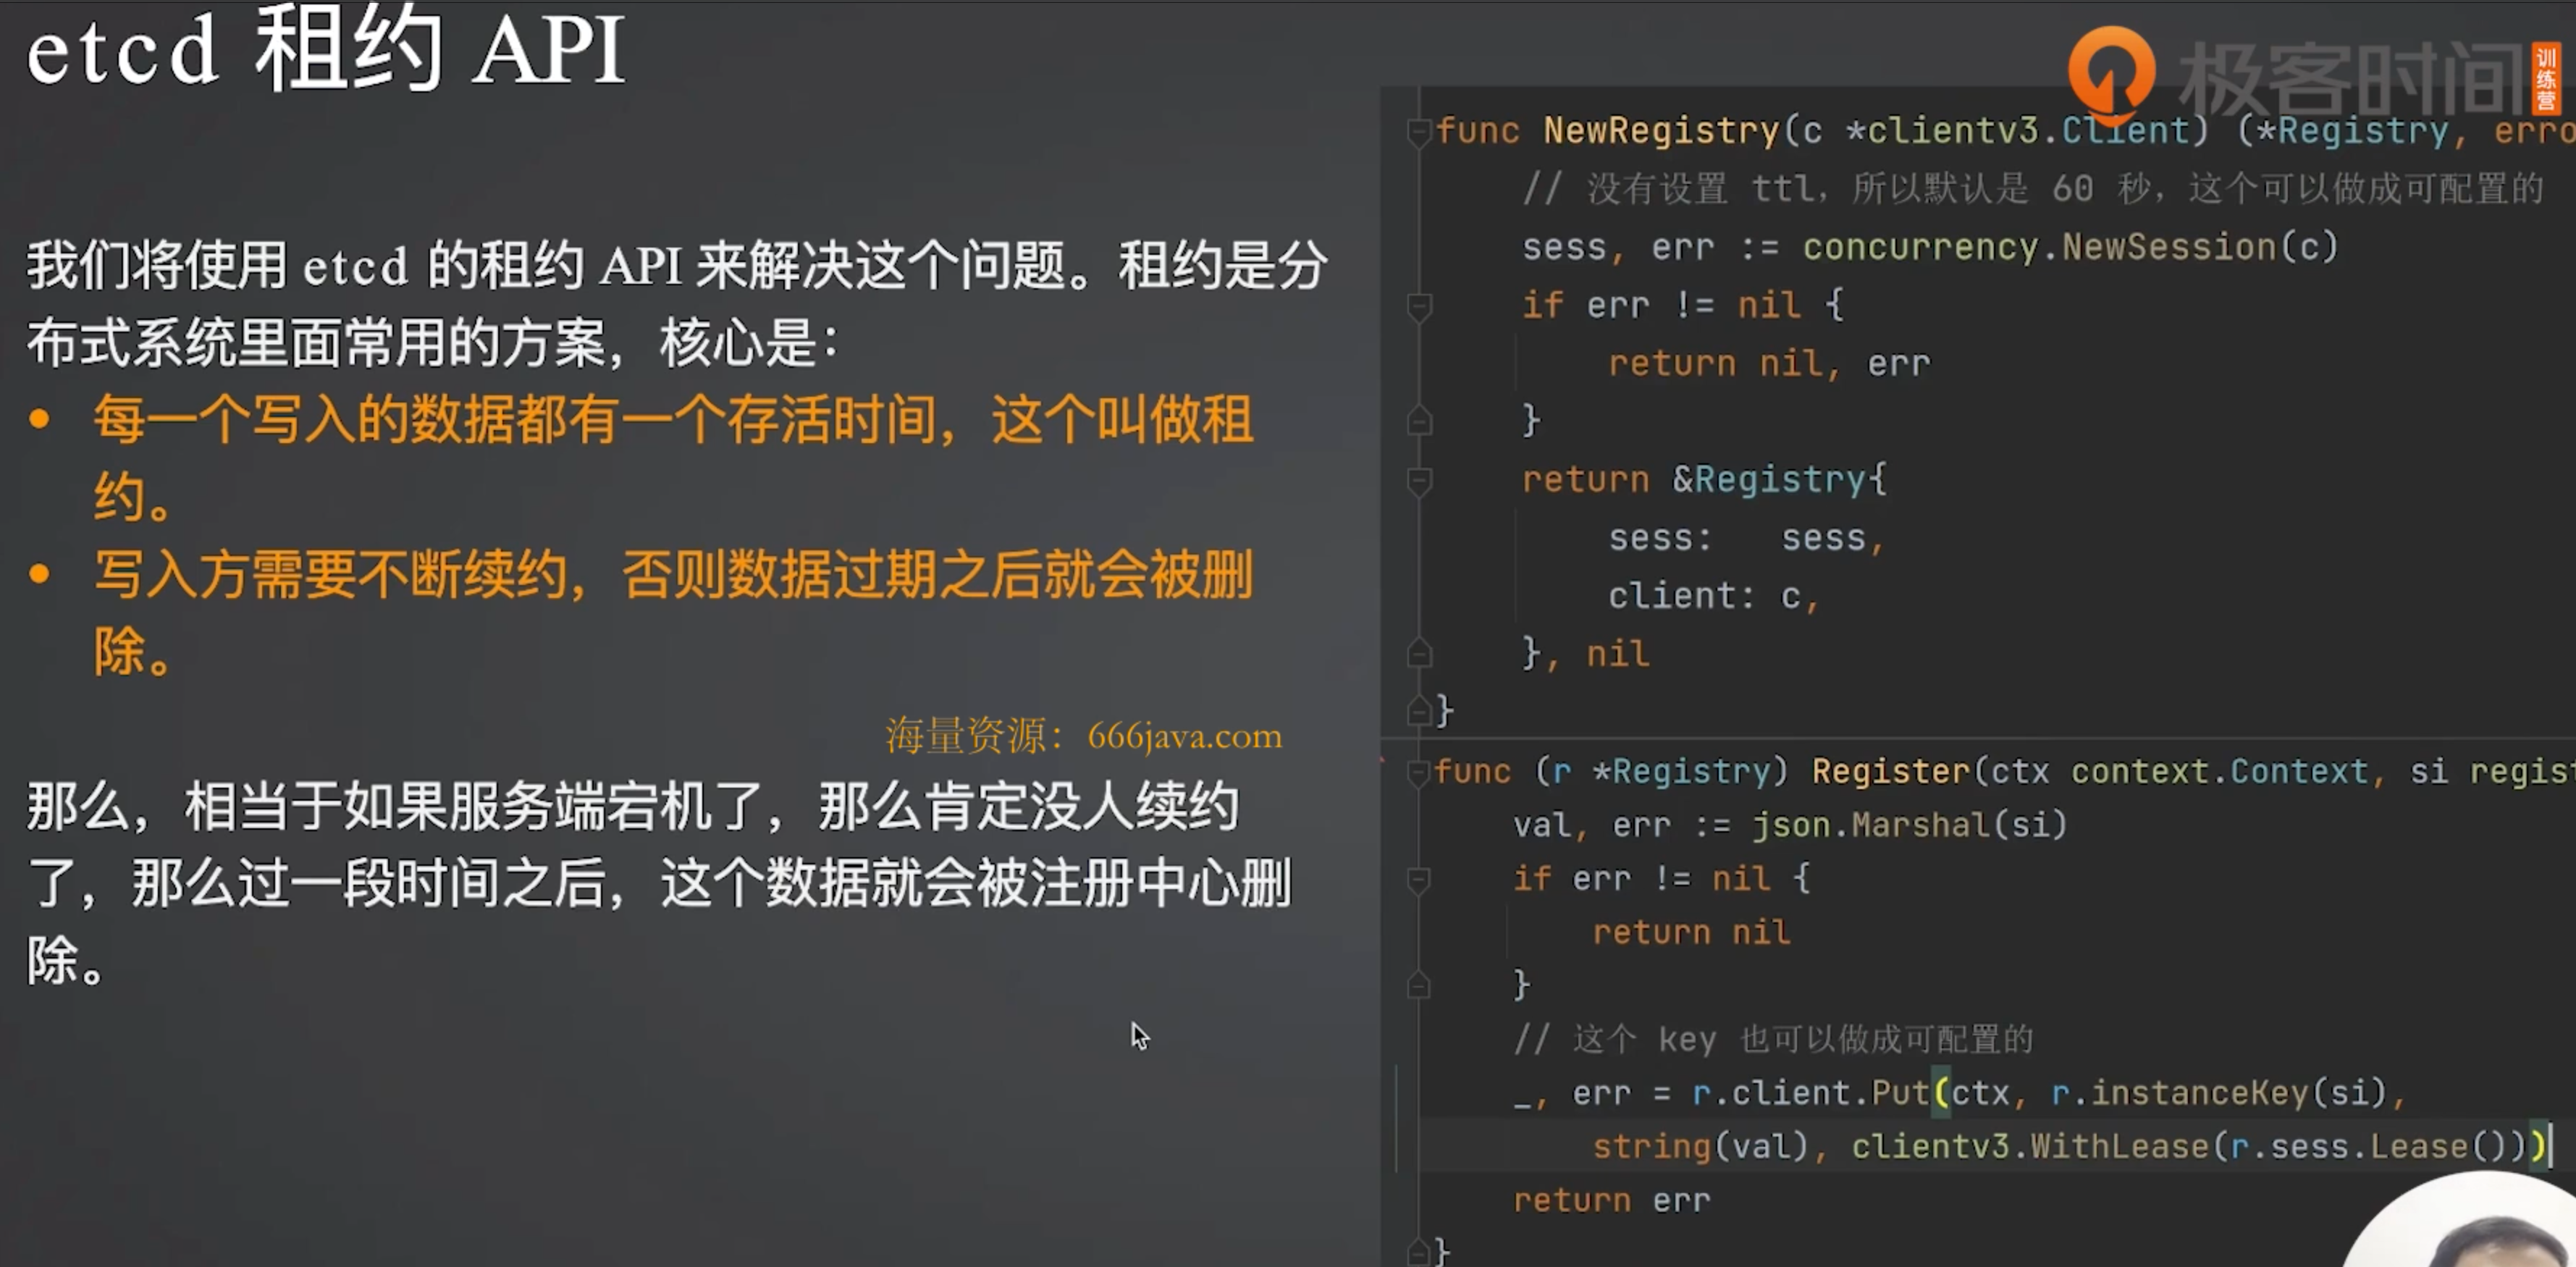 etcd 租约 API
极客时间
训练营
我们将使用 etcd 的租约 API 来解决这个问题。租约是分
布式系统里面常用的方案，核心是：
• 每一个写入的数据都有一个存活时间，这个叫做租
约。
• 写入方需要不断续约，否则数据过期之后就会被删
除。
海量资源：666java.com
那么，相当于如果服务端宕机了，那么肯定没人续约
了，那么过一段时间之后，这个数据就会被注册中心删
除。
func NewRegistry(c *clientv3.Client) (*Registry, erro
// 没有设置 ttl，所以默认是 60 秒，这个可以做成可配置的
sess, err := concurrency.NewSession(c)
if err != nil {
return nil, err
}
return &Registry{
sess:   sess,
client: c,
}, nil
}
func (r *Registry) Register(ctx context.Context, si regist
val, err := json.Marshal(si)
if err != nil {
return nil
}
// 这个 key 也可以做成可配置的
_, err = r.client.Put(ctx, r.instanceKey(si),
string(val), clientv3.WithLease(r.sess.Lease()))
return err
}